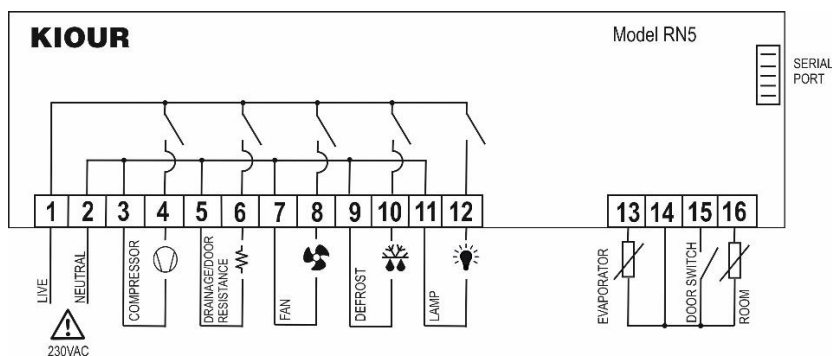 KIOUR
Model RN5
SERIAL
PORT
1 2 3 4 5 6 7 8 9 10 11 12 13 14 15 16
LIVE
NEUTRAL
COMPRESSOR
DRAINAGE/DOOR
RESISTANCE
FAN
DEFROST
LAMP
EVAPORATOR
DOOR SWITCH
ROOM
230VAC